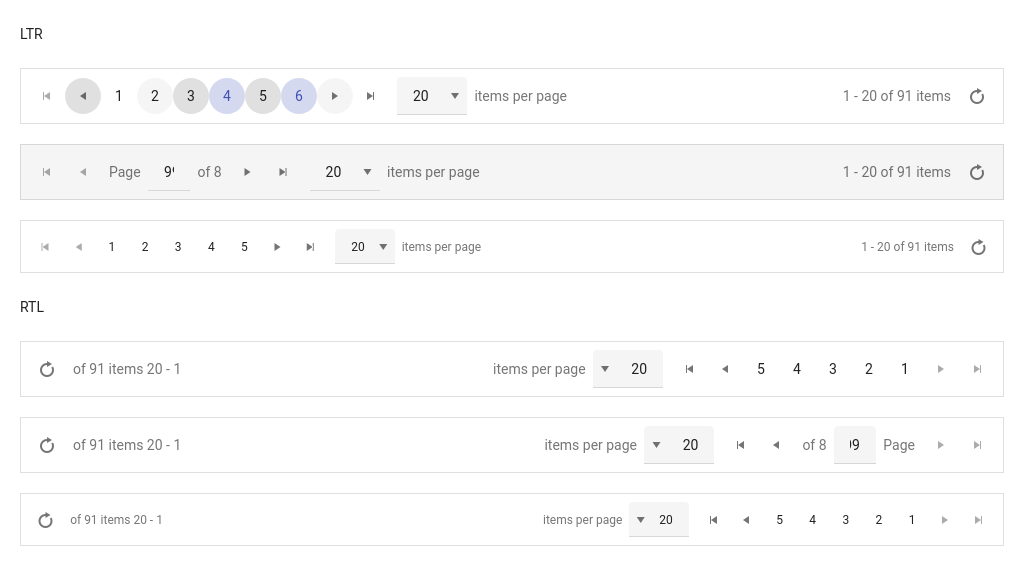 LTR
1 2 3 4 5 6 20 items per page 1 - 20 of 91 items
Page of 8 20 items per page 1 - 20 of 91 items
1 2 3 4 5 20 items per page 1 - 20 of 91 items
RTL
of 91 items 20 - 1 items per page 20 5 4 3 2 1
of 91 items 20 - 1 items per page 20 of 8 Page
of 91 items 20 - 1 items per page 20 5 4 3 2 1